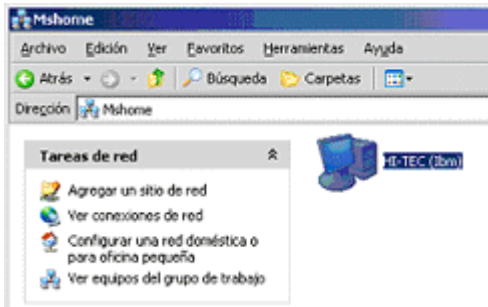 Mshome
Archivo Edición Ver Favoritos Herramientas Ayuda
Atrás Búsqueda Carpetas
Dirección Mshome
Tareas de red
HI-TEC (Ibm)
Agregar un sitio de red
Ver conexiones de red
Configurar una red doméstica o
para oficina pequeña
Ver equipos del grupo de trabajo